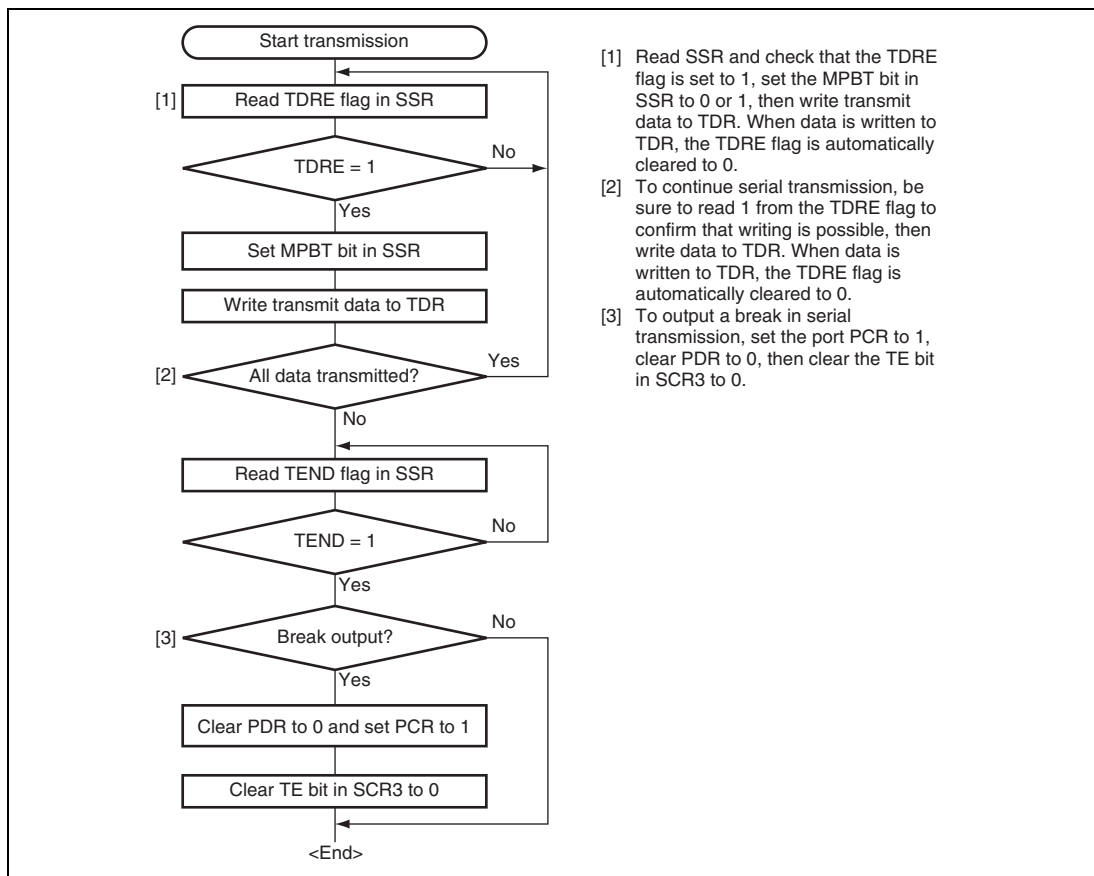 Start transmission
[1]
Read TDRE flag in SSR
TDRE = 1
No
Yes
Set MPBT bit in SSR
Write transmit data to TDR
[2]
All data transmitted?
Yes
No
Read TEND flag in SSR
TEND = 1
No
Yes
[3]
Break output?
No
Yes
Clear PDR to 0 and set PCR to 1
Clear TE bit in SCR3 to 0
<End>
[1] Read SSR and check that the TDRE
flag is set to 1, set the MPBT bit in
SSR to 0 or 1, then write transmit
data to TDR. When data is written to
TDR, the TDRE flag is automatically
cleared to 0.
[2] To continue serial transmission, be
sure to read 1 from the TDRE flag to
confirm that writing is possible, then
write data to TDR. When data is
written to TDR, the TDRE flag is
automatically cleared to 0.
[3] To output a break in serial
transmission, set the port PCR to 1,
clear PDR to 0, then clear the TE bit
in SCR3 to 0.